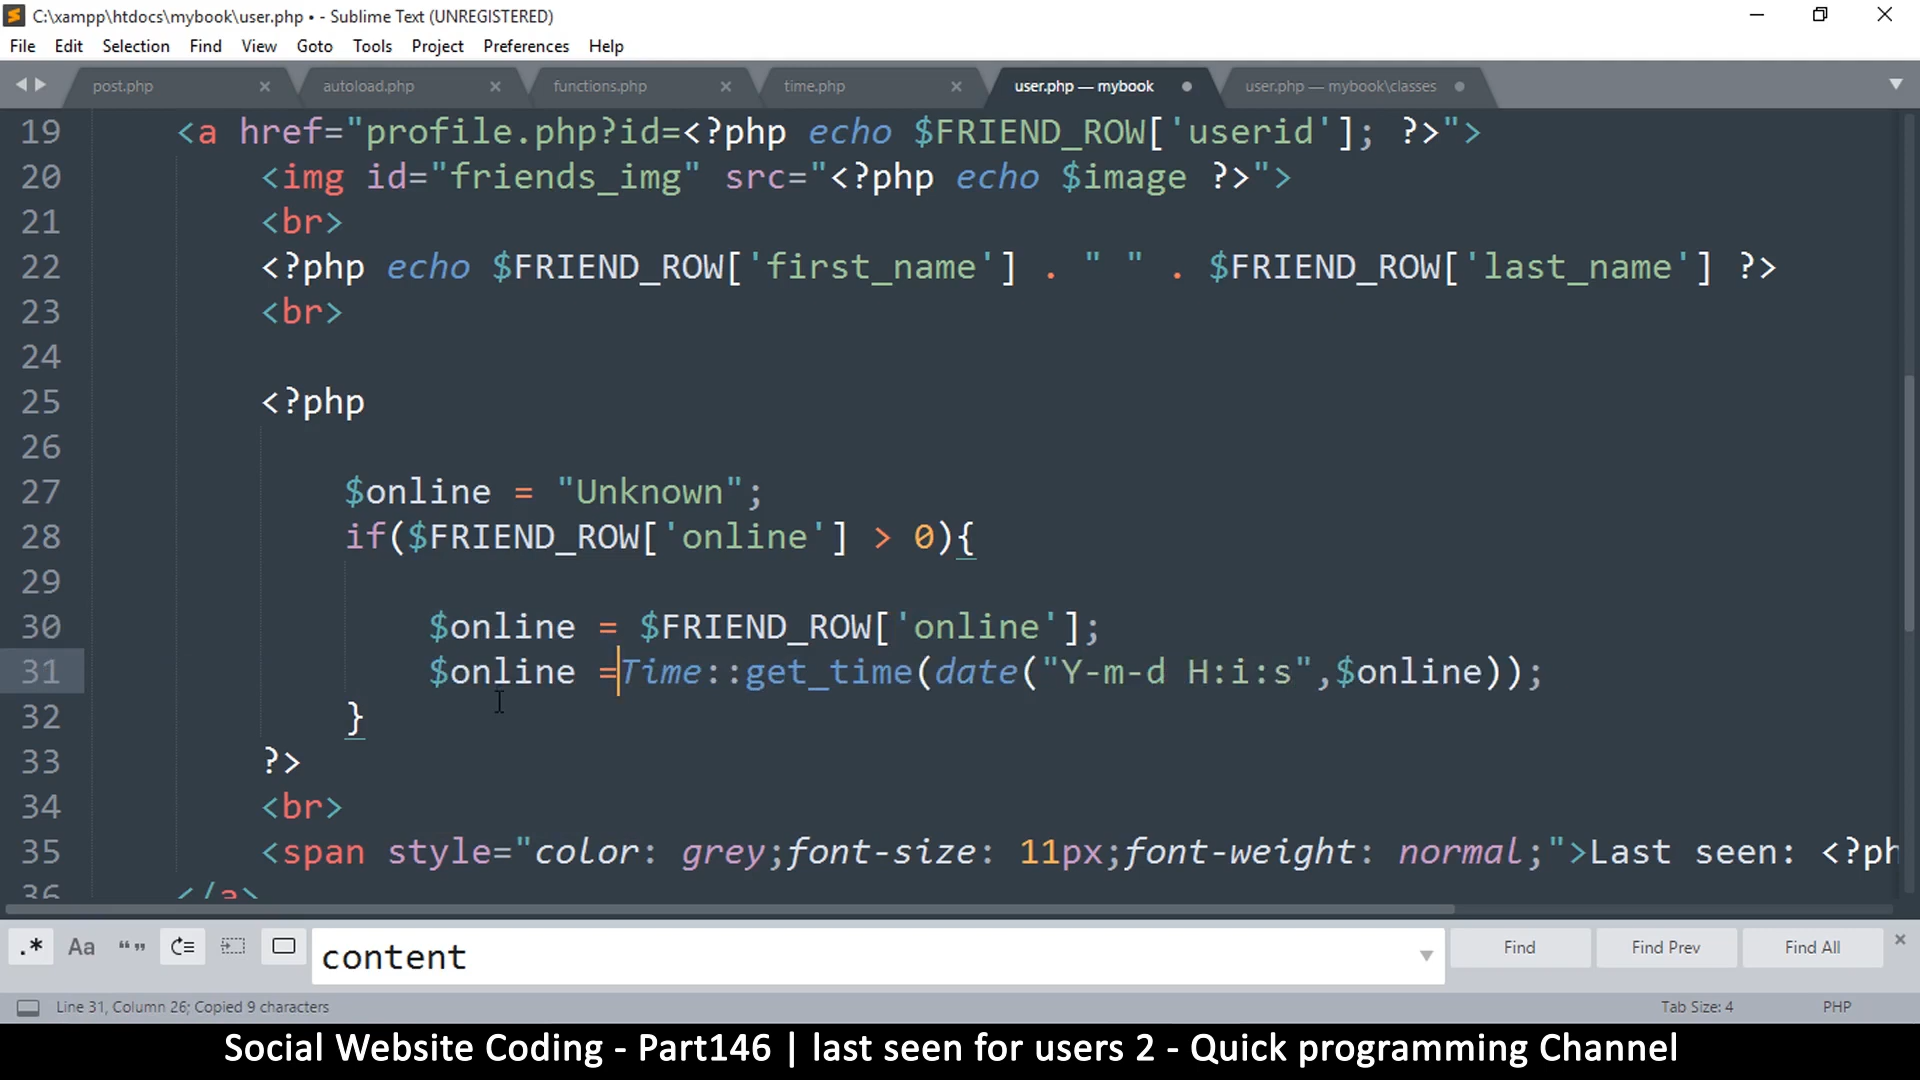 C:\xampp\htdocs\mybook\user.php • - Sublime Text (UNREGISTERED)
File Edit Selection Find View Goto Tools Project Preferences Help
post.php autoload.php functions.php time.php user.php — mybook user.php — mybook\classes
19 <a href="profile.php?id=<?php echo $FRIEND_ROW['userid']; ?>">
20 <img id="friends_img" src="<?php echo $image ?>">
21 <br>
22 <?php echo $FRIEND_ROW['first_name'] . " " . $FRIEND_ROW['last_name'] ?>
23 <br>
24
25 <?php
26
27 $online = "Unknown";
28 if($FRIEND_ROW['online'] > 0){
29
30 $online = $FRIEND_ROW['online'];
31 $online =Time::get_time(date("Y-m-d H:i:s",$online));
32 }
33 ?>
34 <br>
35 <span style="color: grey;font-size: 11px;font-weight: normal;">Last seen: <?ph
36 </a>
.* Aa “ ” content Find Find Prev Find All
Line 31, Column 26; Copied 9 characters Tab Size: 4 PHP
Social Website Coding - Part146 | last seen for users 2 - Quick programming Channel